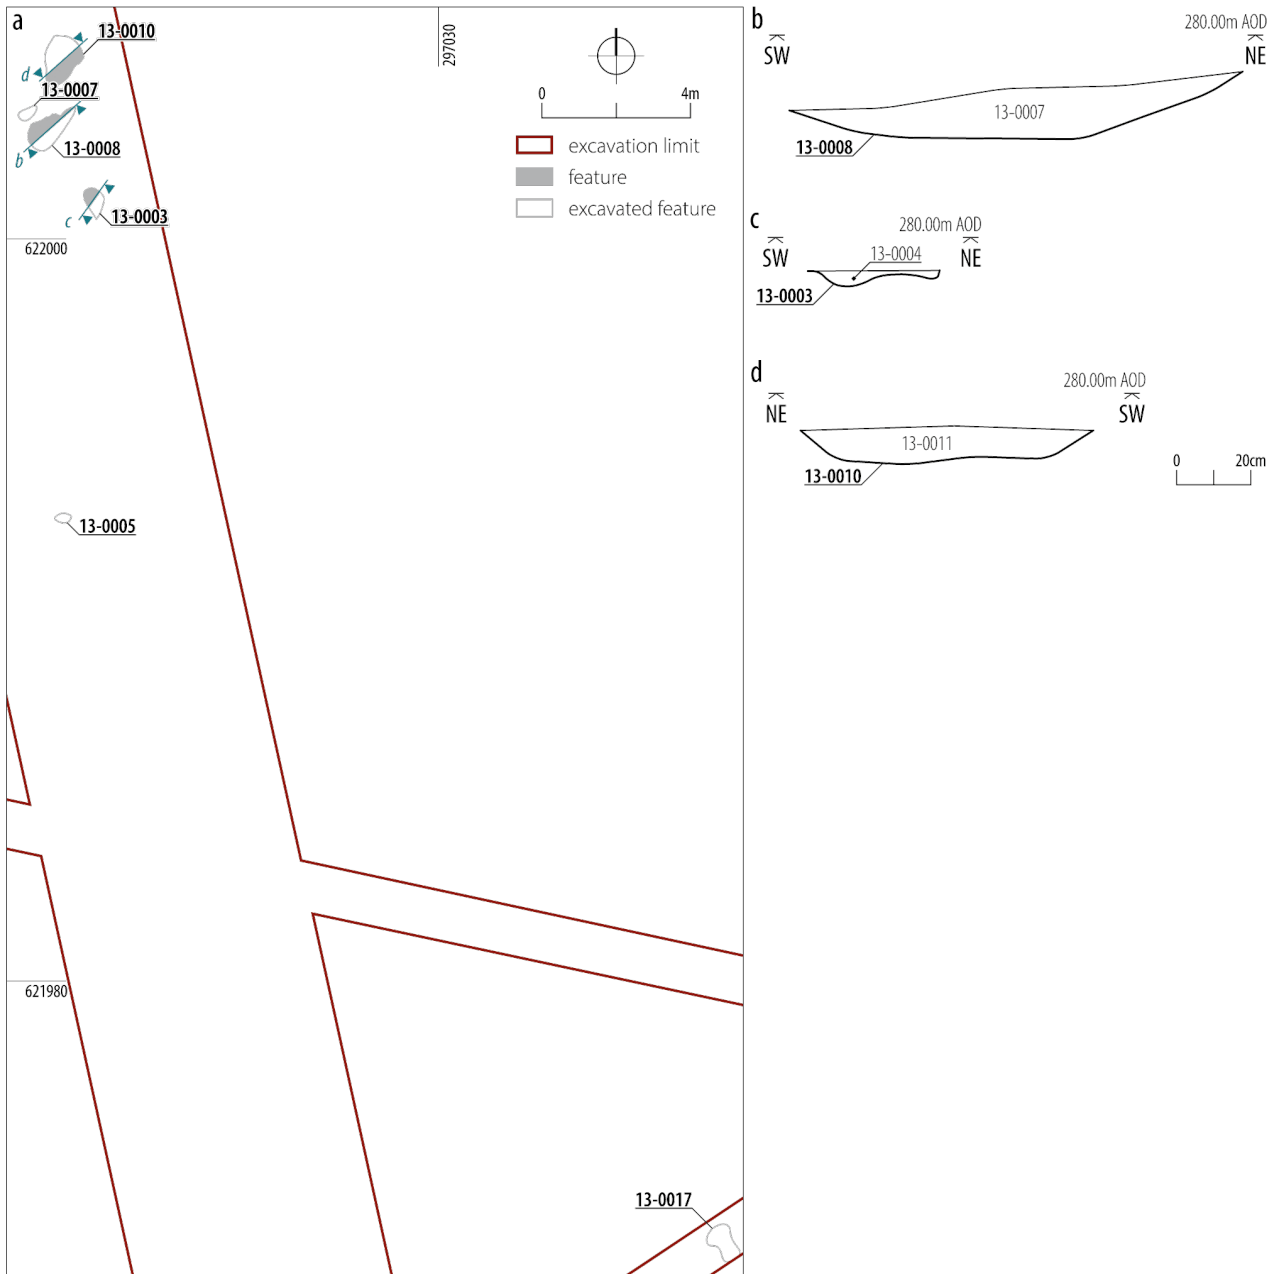 a
13-0010
d
13-0007
13-0008
b
13-0003
c
622000
297030
0 4m
excavation limit
feature
excavated feature
13-0005
621980
13-0017
b
280.00m AOD
SW
NE
13-0007
13-0008
c
280.00m AOD
SW
NE
13-0004
13-0003
d
280.00m AOD
NE
SW
13-0011
13-0010
0 20cm